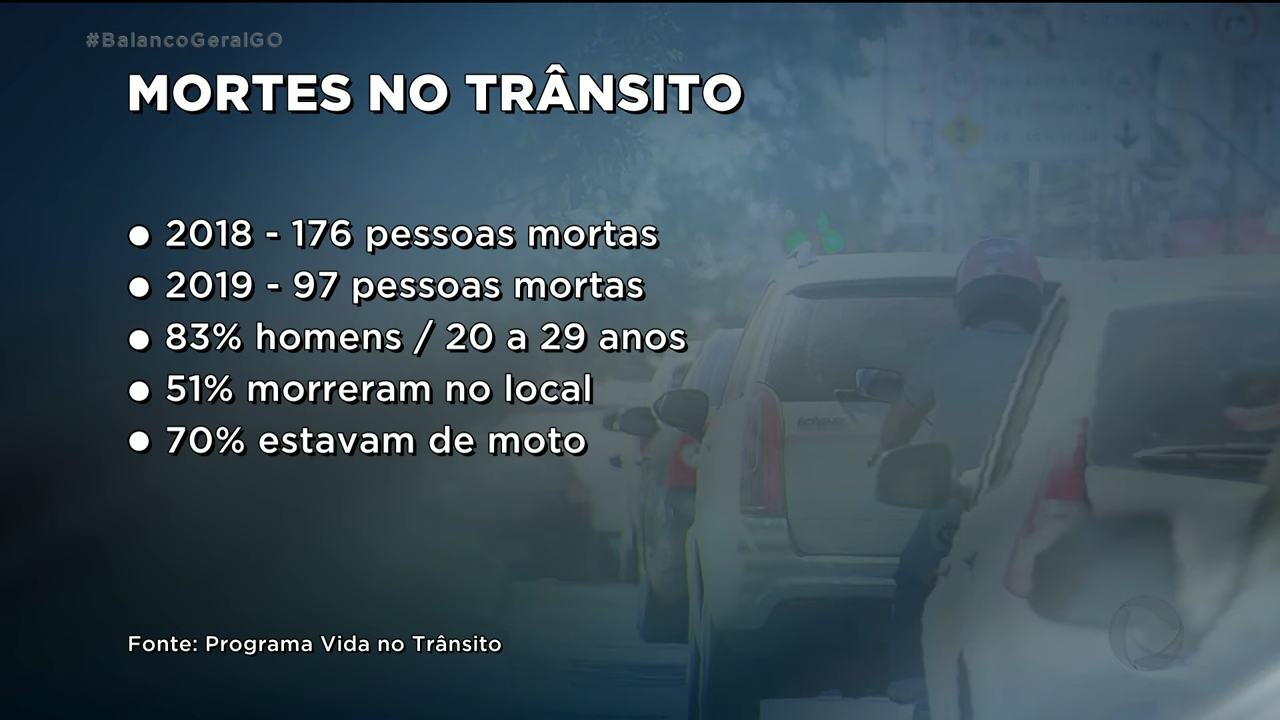 #BalancoGeralGO
MORTES NO TRÂNSITO
● 2018 - 176 pessoas mortas
● 2019 - 97 pessoas mortas
● 83% homens / 20 a 29 anos
● 51% morreram no local
● 70% estavam de moto
Fonte: Programa Vida no Trânsito